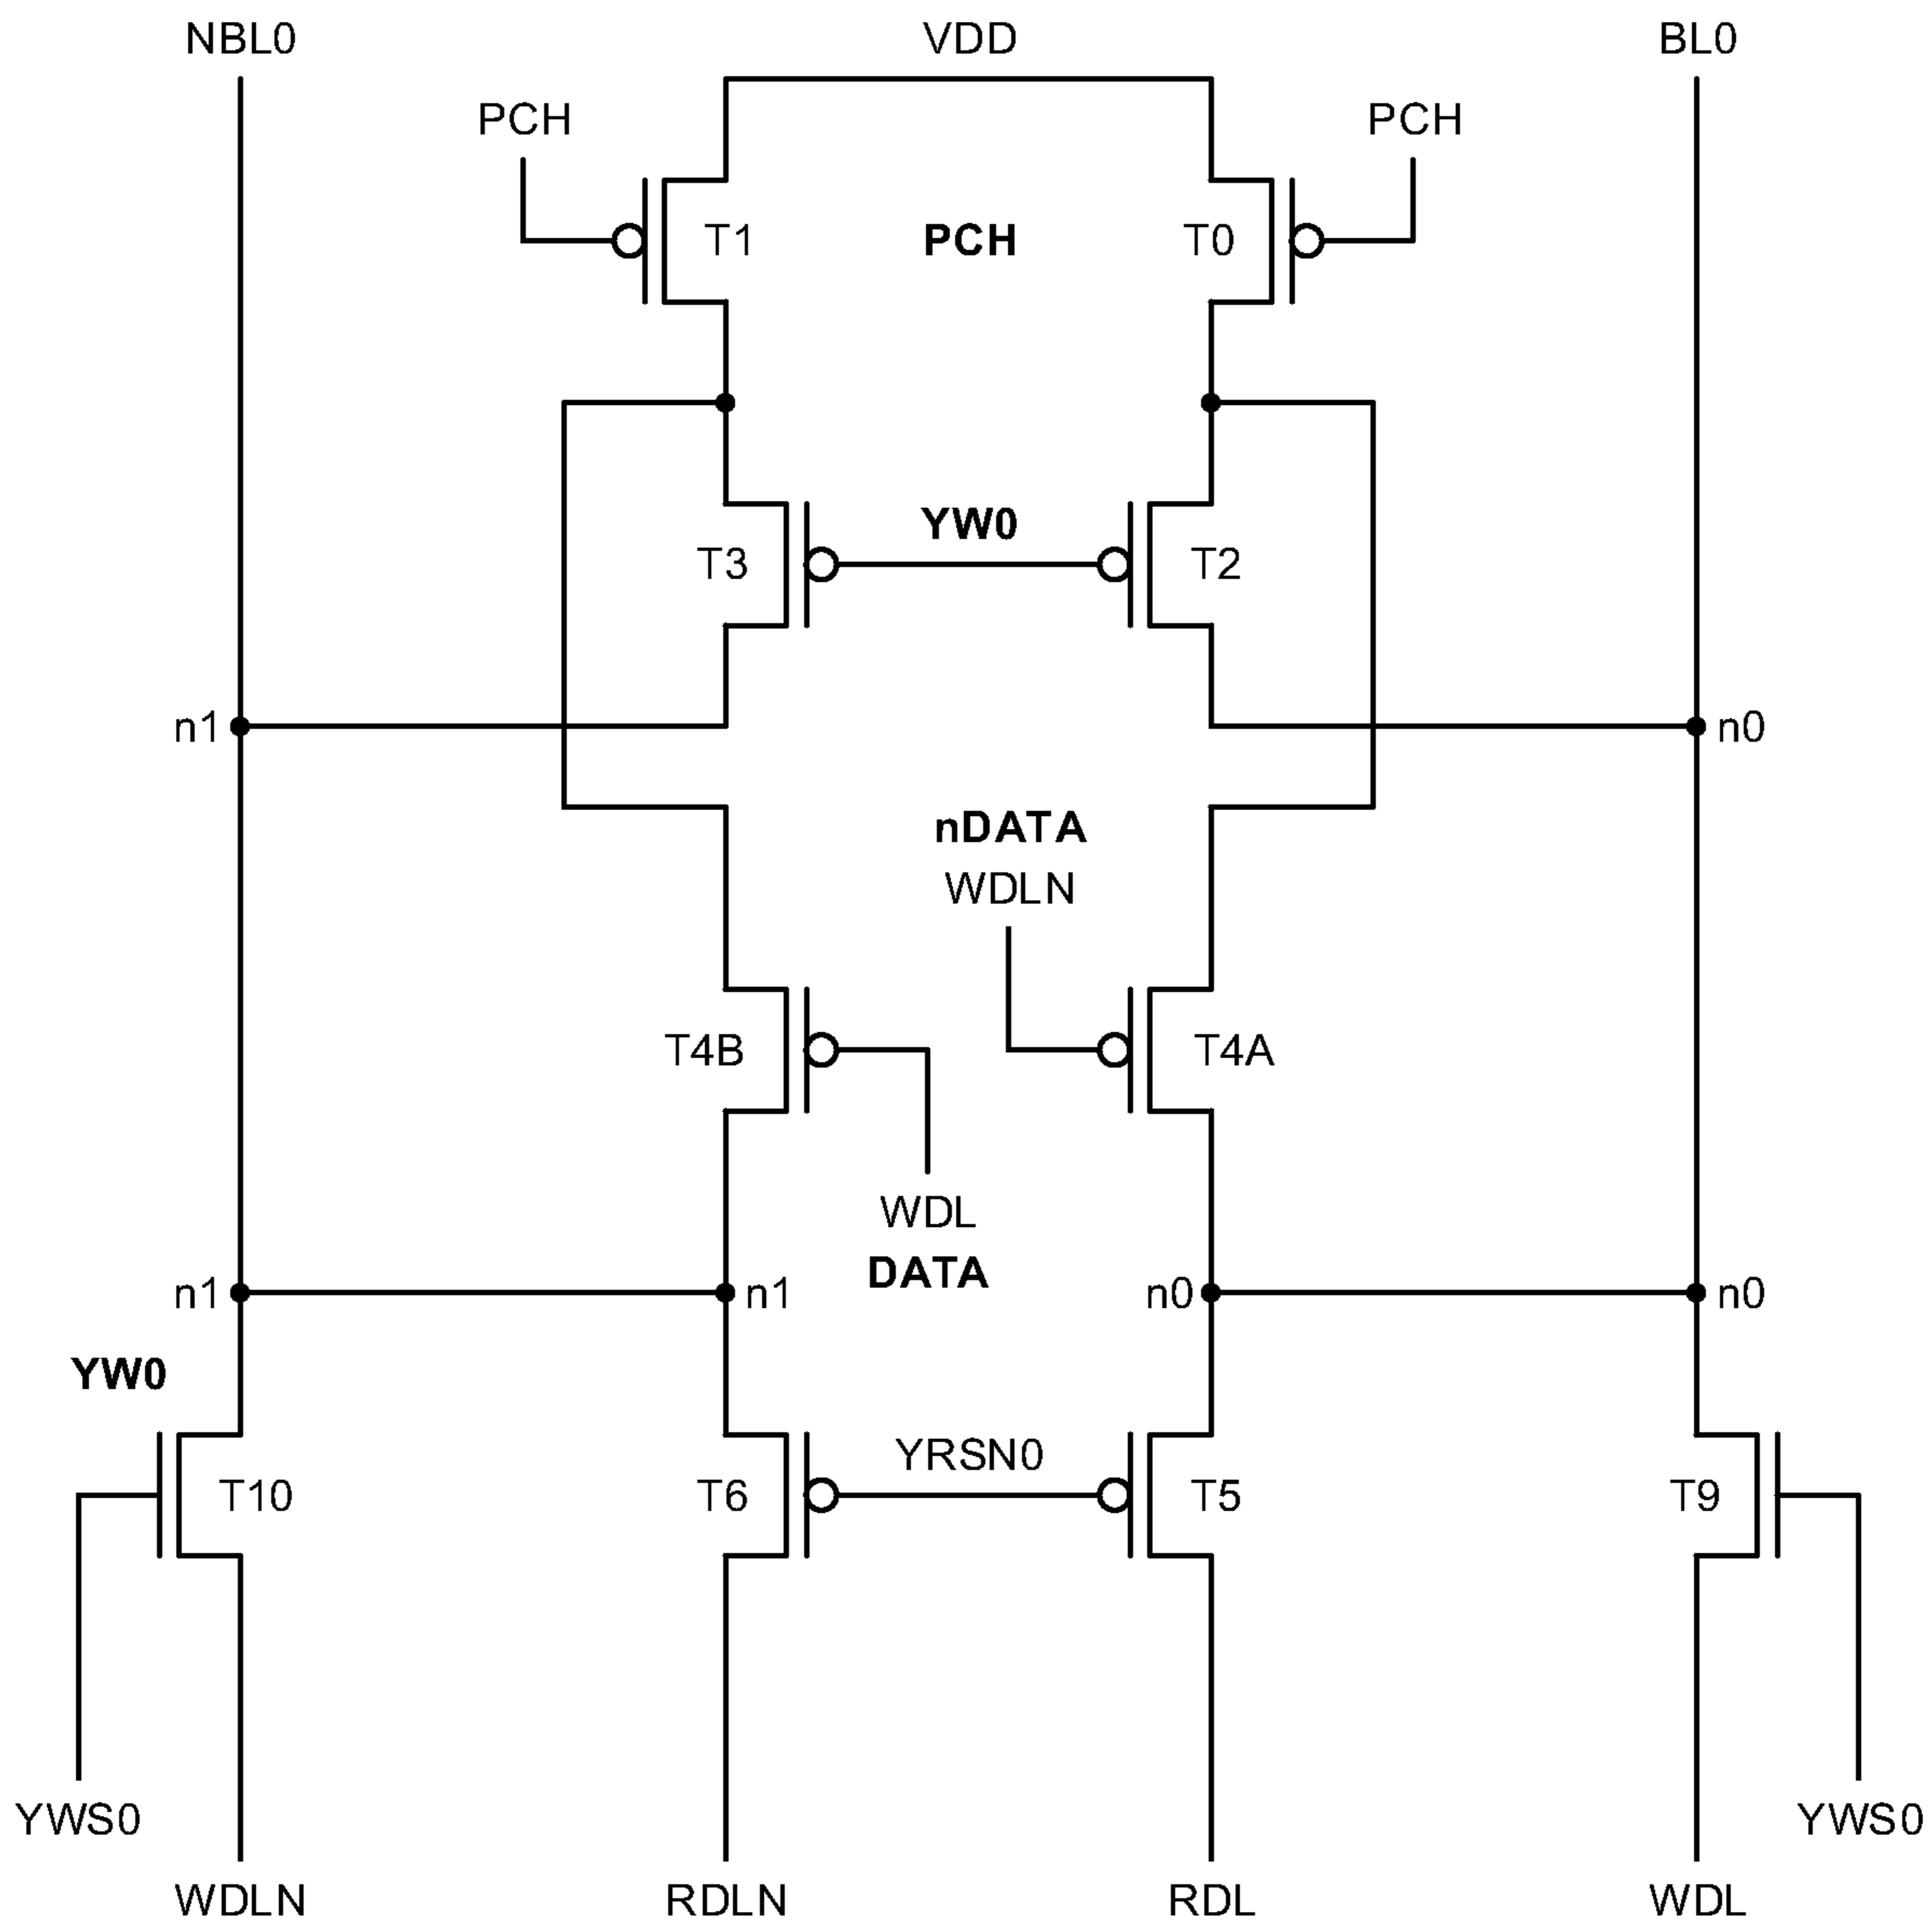 NBL0
VDD
BL0
PCH
PCH
T1
PCH
T0
YW0
T3
T2
n1
n0
nDATA
WDLN
T4B
T4A
WDL
DATA
n1
n1
n0
n0
YW0
YRSN0
T10
T6
T5
T9
YWS0
YWS0
WDLN
RDLN
RDL
WDL